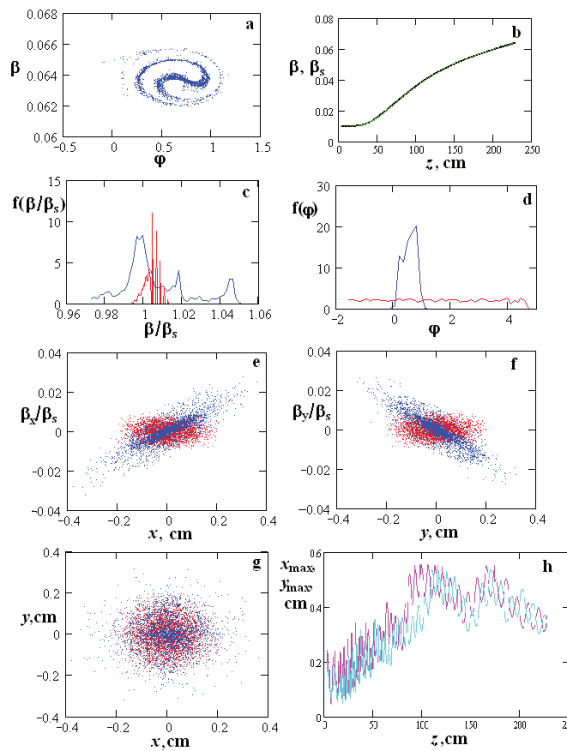 a
0.068
0.066
β
0.064
0.062
0.06
−0.5 0 0.5 1 1.5
φ
b
0.08
0.06
β, βs
0.04
0.02
0
0 50 100 150 200 250
z, cm
c
15
f(β/βs)
10
5
0
0.96 0.98 1 1.02 1.04 1.06
β/βs
d
30
f(φ)
20
10
0
−2 0 2 4
φ
e
0.04
0.02
βx/βs
0
−0.02
−0.04
−0.4 −0.2 0 0.2 0.4
x, cm
f
0.04
0.02
βy/βs
0
−0.02
−0.04
−0.4 −0.2 0 0.2 0.4
y, cm
g
0.4
0.2
y,cm
0
−0.2
−0.4
−0.4 −0.2 0 0.2 0.4
x, cm
h
xmax,
ymax,
cm
0.6
0.4
0.2
0
0 50 100 150 200 250
z,cm